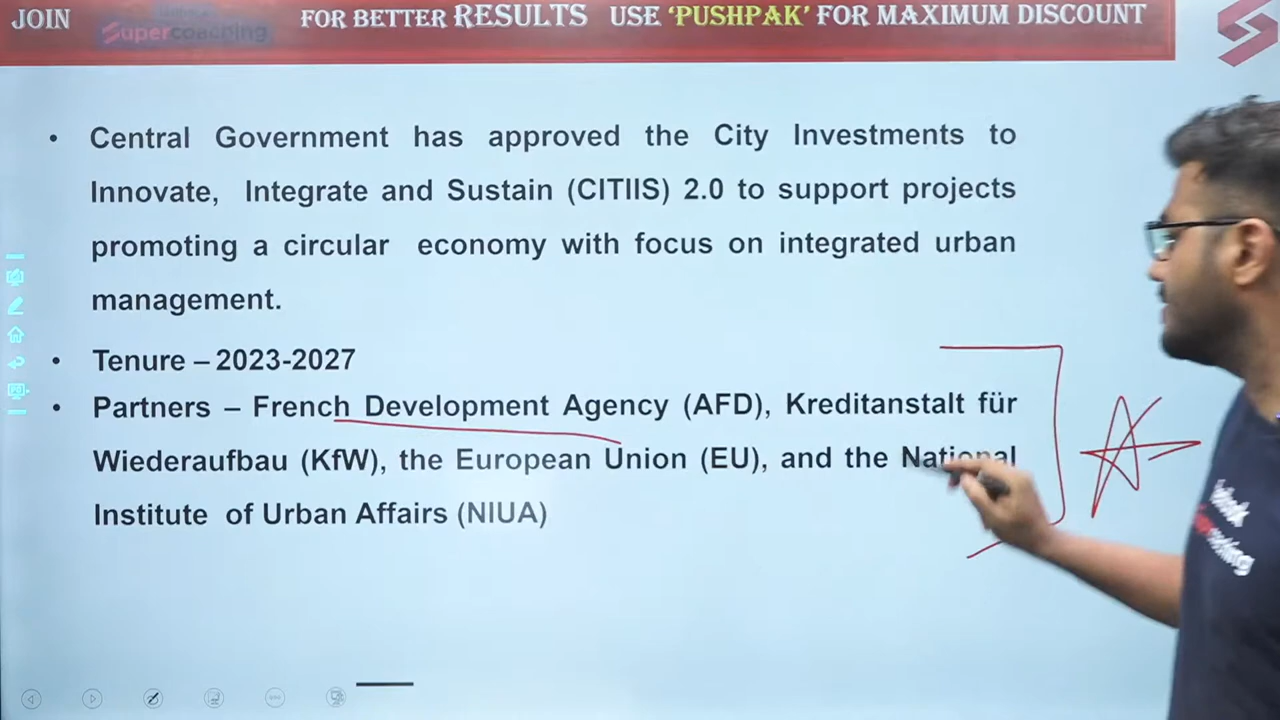 JOIN
Supercoaching
FOR BETTER RESULTS USE ‘PUSHPAK’ FOR MAXIMUM DISCOUNT
• Central Government has approved the City Investments to
Innovate, Integrate and Sustain (CITIIS) 2.0 to support projects
promoting a circular economy with focus on integrated urban
management.
• Tenure – 2023-2027
• Partners – French Development Agency (AFD), Kreditanstalt für
Wiederaufbau (KfW), the European Union (EU), and the National
Institute of Urban Affairs (NIUA)